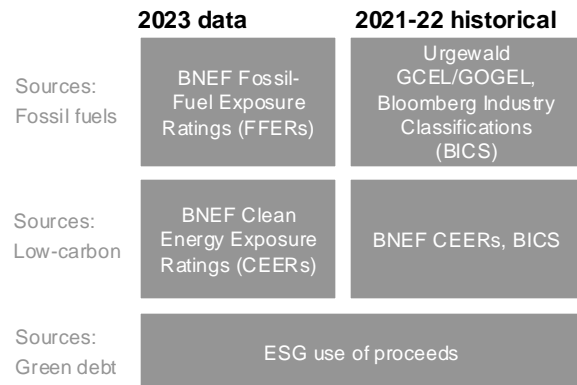 2023 data
2021-22 historical
Sources:
Fossil fuels
BNEF Fossil-
Fuel Exposure
Ratings (FFERs)
Urgewald
GCEL/GOGEL,
Bloomberg Industry
Classifications
(BICS)
Sources:
Low-carbon
BNEF Clean
Energy Exposure
Ratings (CEERs)
BNEF CEERs, BICS
Sources:
Green debt
ESG use of proceeds